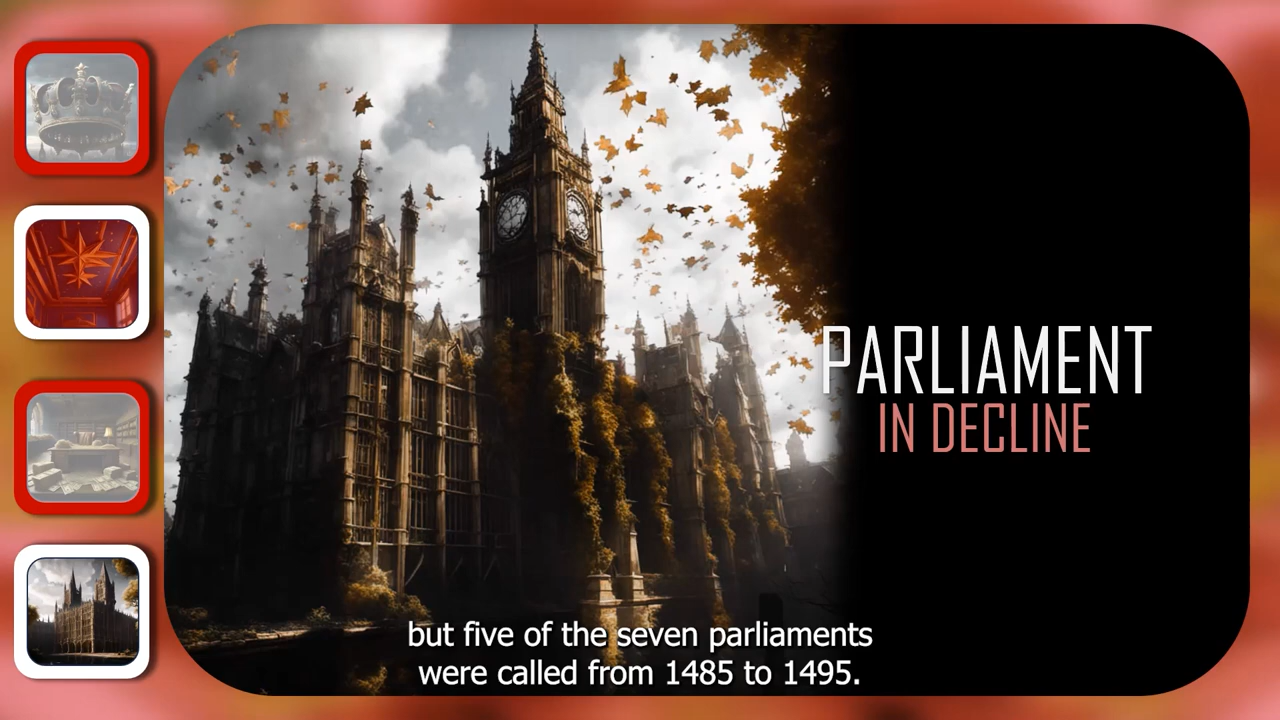 PARLIAMENT
IN DECLINE
but five of the seven parliaments
were called from 1485 to 1495.